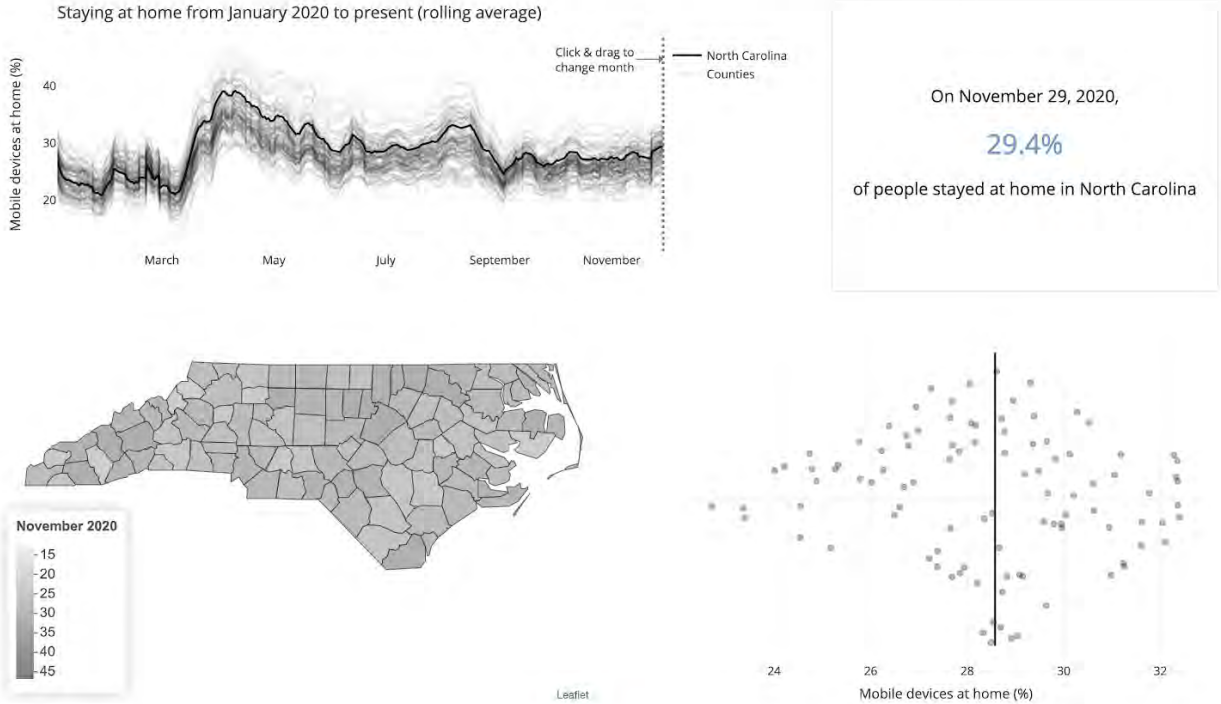 Staying at home from January 2020 to present (rolling average)
Mobile devices at home (%)
40
30
20
March
May
July
September
November
Click & drag to
change month
North Carolina
Counties
On November 29, 2020,
29.4%
of people stayed at home in North Carolina
November 2020
15
20
25
30
35
40
45
Leaflet
24
26
28
30
32
Mobile devices at home (%)